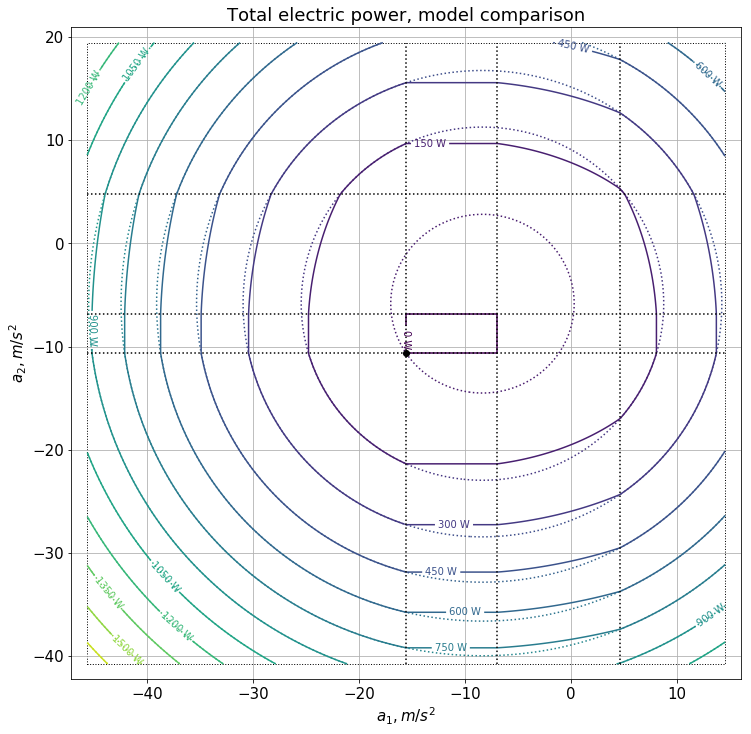 Total electric power, model comparison
20
10
0
−10
−20
−30
−40
a₂, m/s²
−40
−30
−20
−10
0
10
a₁, m/s²
1200 W
1050 W
450 W
600 W
150 W
900 W
0 W
300 W
450 W
600 W
750 W
900 W
1050 W
1200 W
1350 W
1500 W